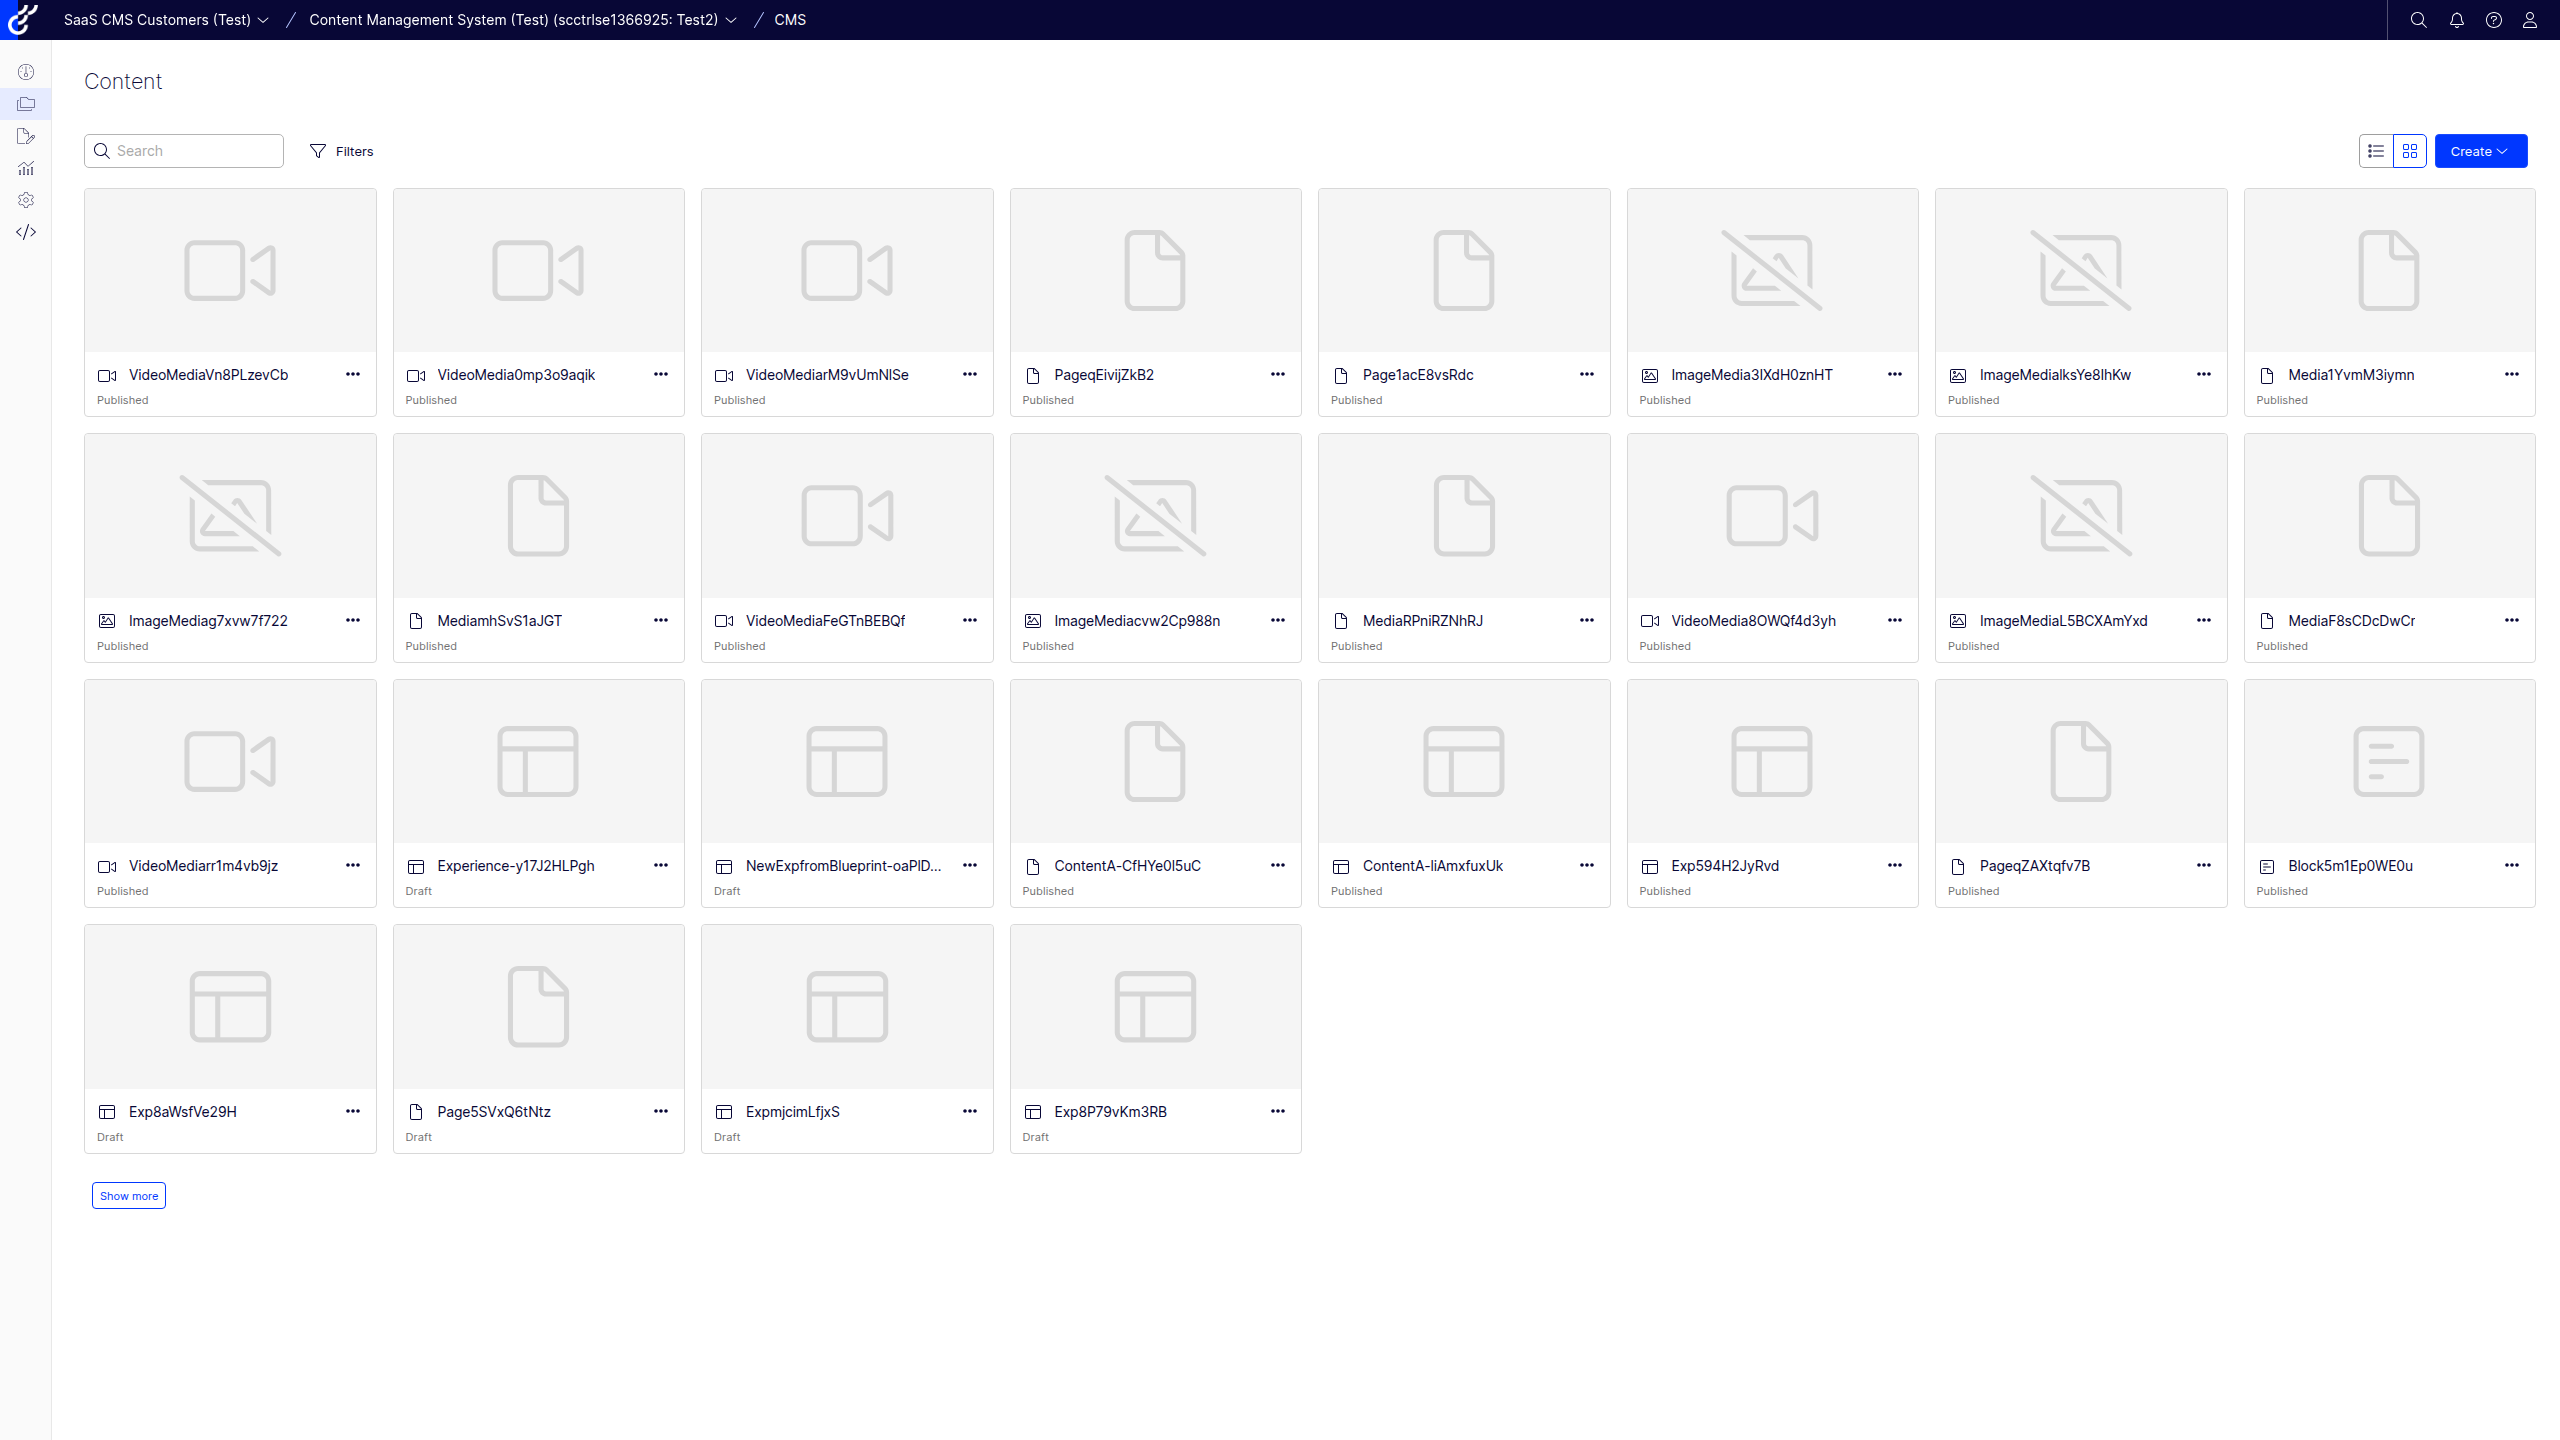 SaaS CMS Customers (Test) / Content Management System (Test) (scctrlse1366925: Test2) / CMS
Content
Search Filters Create
VideoMediaVn8PLzevCb VideoMedia0mp3o9aqik VideoMediarM9vUmNlSe PageqEivijZkB2 Page1acE8vsRdc ImageMedia3IXdH0znHT ImageMedialksYe8lhKw Media1YvmM3iymn
Published Published Published Published Published Published Published Published
ImageMediag7xvw7f722 MediamhSvS1aJGT VideoMediaFeGTnBEBQf ImageMediacvw2Cp988n MediaRPniRZNhRJ VideoMedia8OWQf4d3yh ImageMediaL5BCXAmYxd MediaF8sCDcDwCr
Published Published Published Published Published Published Published Published
VideoMediarr1m4vb9jz Experience-y17J2HLPgh NewExpfromBlueprint-oaPlD... ContentA-CfHYe0l5uC ContentA-liAmxfuxUk Exp594H2JyRvd PageqZAXtqfv7B Block5m1Ep0WE0u
Published Draft Draft Published Published Published Published Published
Exp8aWsfVe29H Page5SVxQ6tNtz ExpmjcimLfjxS Exp8P79vKm3RB
Draft Draft Draft Draft
Show more